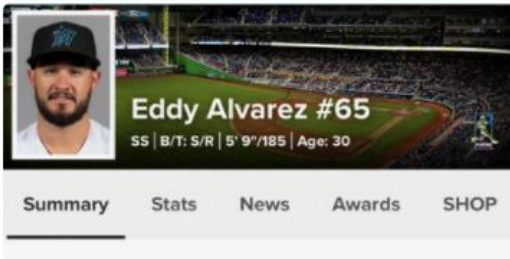 Eddy Alvarez #65
SS | B/T: S/R | 5' 9"/185 | Age: 30
Summary Stats News Awards SHOP